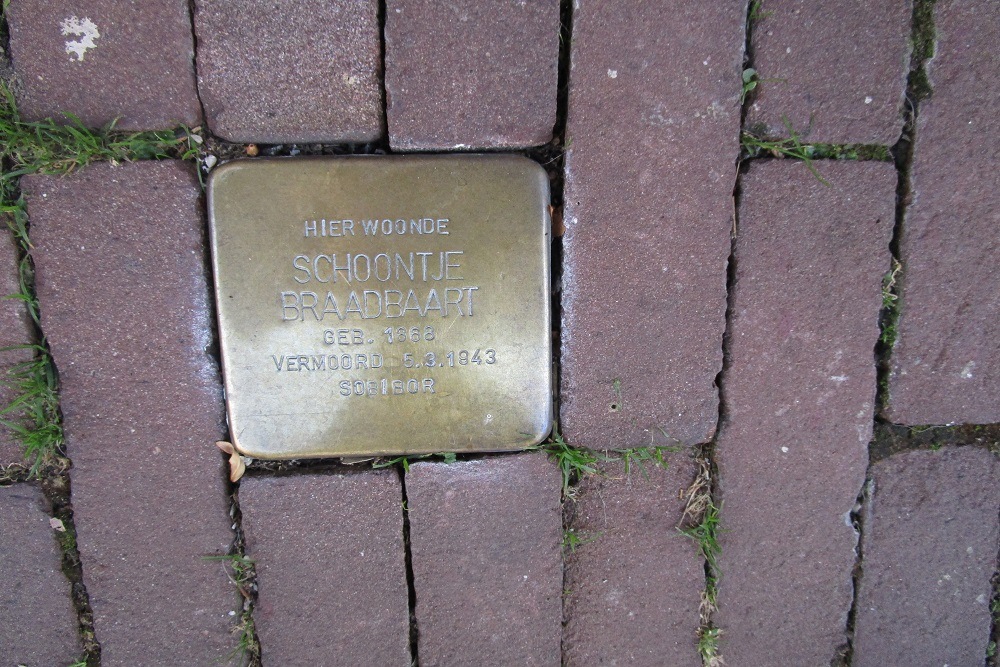 HIER WOONDE
SCHOONTJE
BRAADBAART
GEB. 1868
VERMOORD 5.3.1943
SOBIBOR